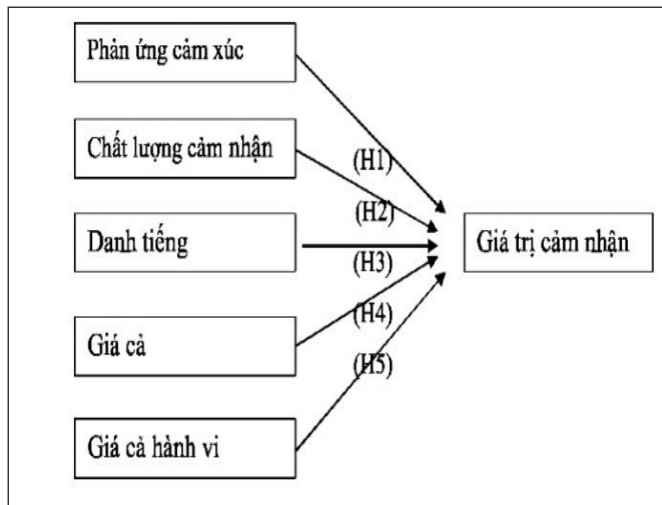 Phản ứng cảm xúc
Chất lượng cảm nhận
(H1)
(H2)
Danh tiếng
Giá trị cảm nhận
(H3)
(H4)
Giá cả
(H5)
Giá cả hành vi